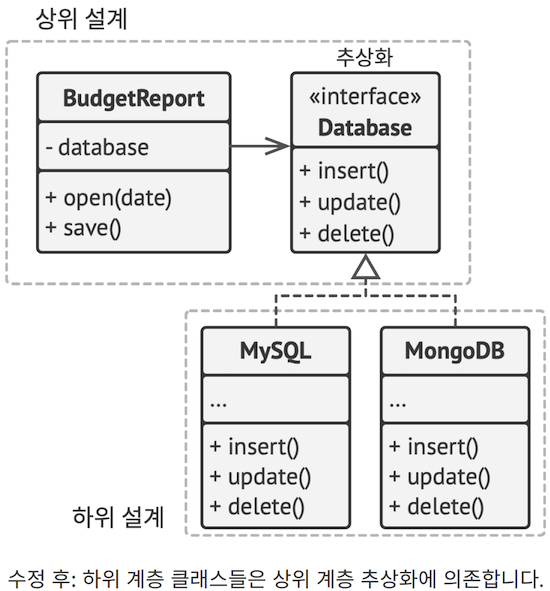 상위 설계
추상화
BudgetReport
- database
+ open(date)
+ save()
«interface»
Database
+ insert()
+ update()
+ delete()
MySQL
...
+ insert()
+ update()
+ delete()
MongoDB
...
+ insert()
+ update()
+ delete()
하위 설계
수정 후: 하위 계층 클래스들은 상위 계층 추상화에 의존합니다.